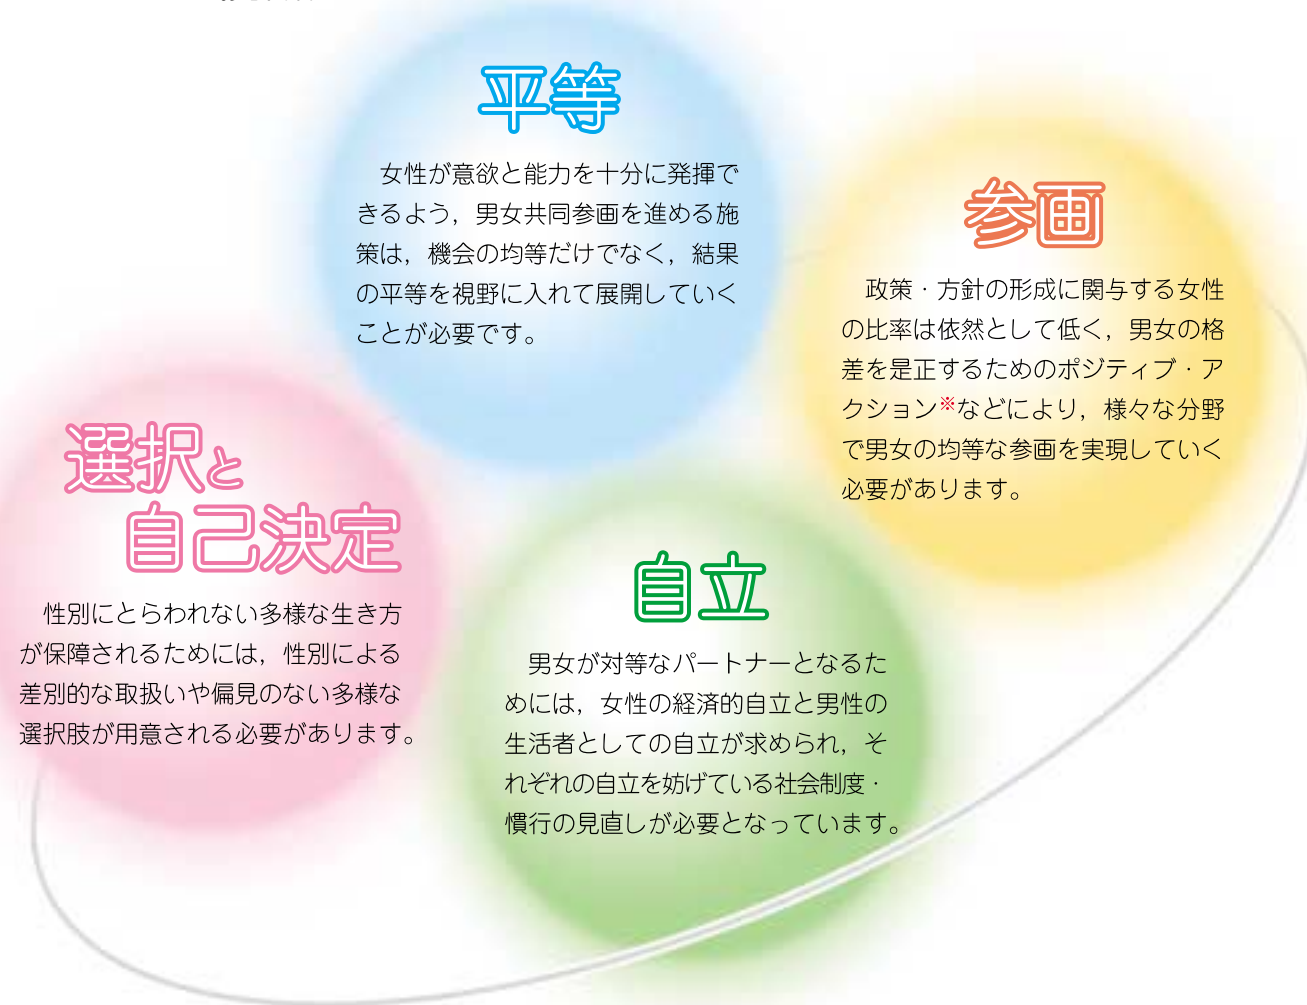 平等
女性が意欲と能力を十分に発揮で
きるよう，男女共同参画を進める施
策は，機会の均等だけでなく，結果
の平等を視野に入れて展開していく
ことが必要です。
参画
政策・方針の形成に関与する女性
の比率は依然として低く，男女の格
差を是正するためのポジティブ・ア
クション※などにより，様々な分野
で男女の均等な参画を実現していく
必要があります。
選択と
自己決定
性別にとらわれない多様な生き方
が保障されるためには，性別による
差別的な取扱いや偏見のない多様な
選択肢が用意される必要があります。
自立
男女が対等なパートナーとなるた
めには，女性の経済的自立と男性の
生活者としての自立が求められ，そ
れぞれの自立を妨げている社会制度・
慣行の見直しが必要となっています。